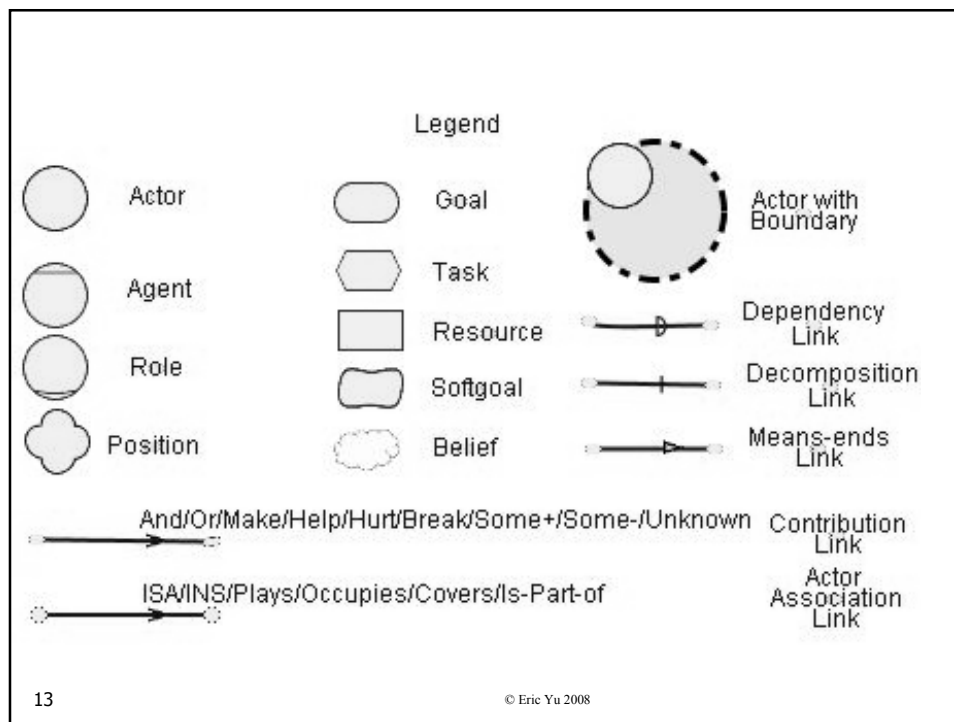 Legend
Actor
Agent
Role
Position
Goal
Task
Resource
Softgoal
Belief
Actor with
Boundary
Dependency
Link
Decomposition
Link
Means-ends
Link
And/Or/Make/Help/Hurt/Break/Some+/Some-/Unknown
Contribution
Link
ISA/INS/Plays/Occupies/Covers/Is-Part-of
Actor
Association
Link
13
© Eric Yu 2008